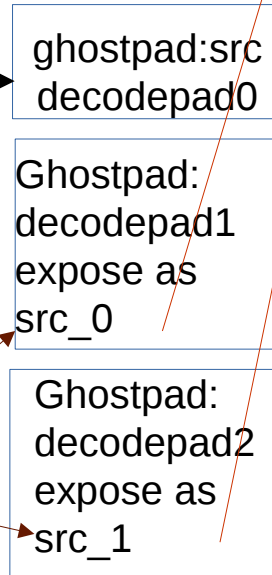 ghostpad:src
decodepad0
Ghostpad:
decodepad1
expose as
src_0
Ghostpad:
decodepad2
expose as
src_1